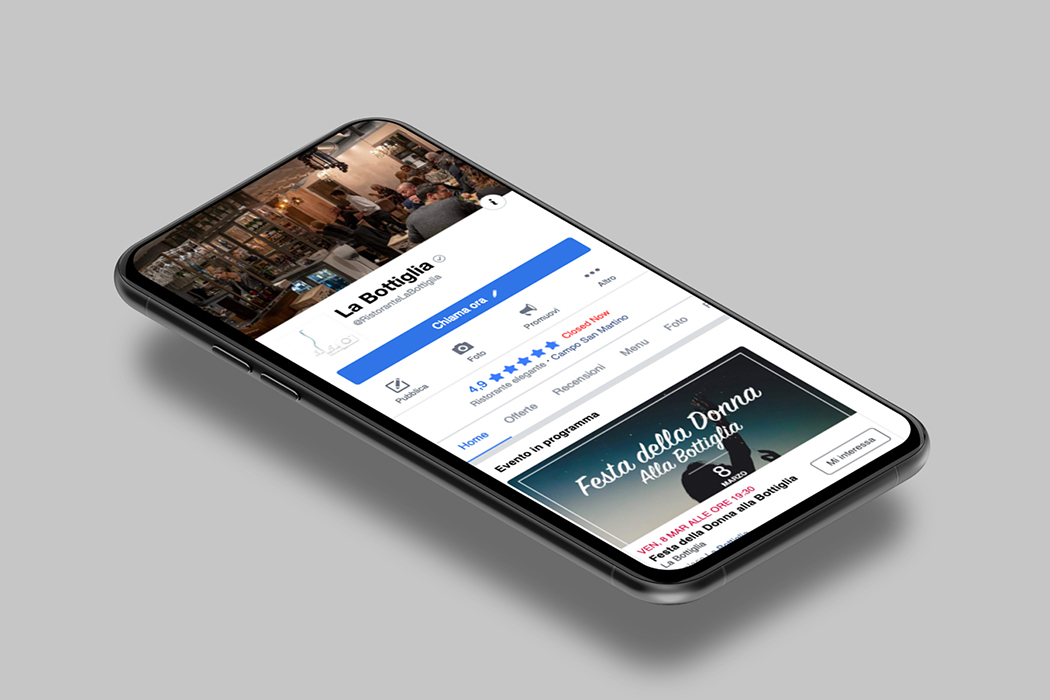 La Bottiglia
@RistoranteLaBottiglia
Chiama ora
Pubblica
Foto
Promuovi
Altro
4,9
Closed Now
Ristorante elegante • Campo San Martino
Home
Offerte
Recensioni
Menu
Foto
Evento in programma
Festa della Donna
Alla Bottiglia
8
MARZO
VEN, 8 MAR ALLE ORE 19:30
Festa della Donna alla Bottiglia
La Bottiglia
Mi interessa